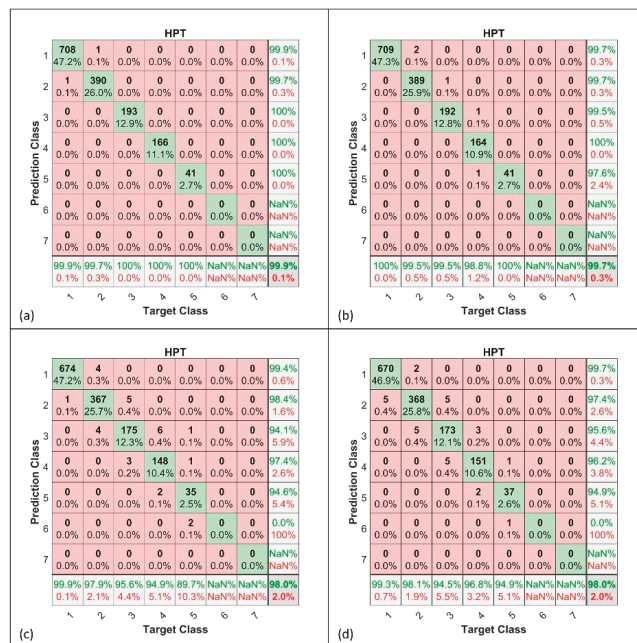 HPT
1 708 1 0 0 0 0 0 99.9%
47.2% 0.1% 0.0% 0.0% 0.0% 0.0% 0.0% 0.1%
2 1 390 0 0 0 0 0 99.7%
0.1% 26.0% 0.0% 0.0% 0.0% 0.0% 0.0% 0.3%
3 0 0 193 0 0 0 0 100%
0.0% 0.0% 12.9% 0.0% 0.0% 0.0% 0.0% 0.0%
4 0 0 0 166 0 0 0 100%
0.0% 0.0% 0.0% 11.1% 0.0% 0.0% 0.0% 0.0%
5 0 0 0 0 41 0 0 100%
0.0% 0.0% 0.0% 0.0% 2.7% 0.0% 0.0% 0.0%
6 0 0 0 0 0 0 0 NaN%
0.0% 0.0% 0.0% 0.0% 0.0% 0.0% 0.0% NaN%
7 0 0 0 0 0 0 0 NaN%
0.0% 0.0% 0.0% 0.0% 0.0% 0.0% 0.0% NaN%
99.9% 99.7% 100% 100% 100% NaN% NaN% 99.9%
0.1% 0.3% 0.0% 0.0% 0.0% NaN% NaN% 0.1%
1 2 3 4 5 6 7
Prediction Class
Target Class
(a)
HPT
1 709 2 0 0 0 0 0 99.7%
47.3% 0.1% 0.0% 0.0% 0.0% 0.0% 0.0% 0.3%
2 0 389 1 0 0 0 0 99.7%
0.0% 25.9% 0.1% 0.0% 0.0% 0.0% 0.0% 0.3%
3 0 0 192 1 0 0 0 99.5%
0.0% 0.0% 12.8% 0.1% 0.0% 0.0% 0.0% 0.5%
4 0 0 0 164 0 0 0 100%
0.0% 0.0% 0.0% 10.9% 0.0% 0.0% 0.0% 0.0%
5 0 0 0 1 41 0 0 97.6%
0.0% 0.0% 0.0% 0.1% 2.7% 0.0% 0.0% 2.4%
6 0 0 0 0 0 0 0 NaN%
0.0% 0.0% 0.0% 0.0% 0.0% 0.0% 0.0% NaN%
7 0 0 0 0 0 0 0 NaN%
0.0% 0.0% 0.0% 0.0% 0.0% 0.0% 0.0% NaN%
100% 99.5% 99.5% 98.8% 100% NaN% NaN% 99.7%
0.0% 0.5% 0.5% 1.2% 0.0% NaN% NaN% 0.3%
1 2 3 4 5 6 7
Prediction Class
Target Class
(b)
HPT
1 674 4 0 0 0 0 0 99.4%
47.2% 0.3% 0.0% 0.0% 0.0% 0.0% 0.0% 0.6%
2 1 367 5 0 0 0 0 98.4%
0.1% 25.7% 0.4% 0.0% 0.0% 0.0% 0.0% 1.6%
3 0 4 175 6 1 0 0 94.1%
0.0% 0.3% 12.3% 0.4% 0.1% 0.0% 0.0% 5.9%
4 0 0 3 148 1 0 0 97.4%
0.0% 0.0% 0.2% 10.4% 0.1% 0.0% 0.0% 2.6%
5 0 0 0 2 35 0 0 94.6%
0.0% 0.0% 0.0% 0.1% 2.5% 0.0% 0.0% 5.4%
6 0 0 0 0 2 0 0 0.0%
0.0% 0.0% 0.0% 0.0% 0.1% 0.0% 0.0% 100%
7 0 0 0 0 0 0 0 NaN%
0.0% 0.0% 0.0% 0.0% 0.0% 0.0% 0.0% NaN%
99.9% 97.9% 95.6% 94.9% 89.7% NaN% NaN% 98.0%
0.1% 2.1% 4.4% 5.1% 10.3% NaN% NaN% 2.0%
1 2 3 4 5 6 7
Prediction Class
Target Class
(c)
HPT
1 670 2 0 0 0 0 0 99.7%
46.9% 0.1% 0.0% 0.0% 0.0% 0.0% 0.0% 0.3%
2 5 368 5 0 0 0 0 97.4%
0.4% 25.8% 0.4% 0.0% 0.0% 0.0% 0.0% 2.6%
3 0 5 173 3 0 0 0 95.6%
0.0% 0.4% 12.1% 0.2% 0.0% 0.0% 0.0% 4.4%
4 0 0 5 151 1 0 0 96.2%
0.0% 0.0% 0.4% 10.6% 0.1% 0.0% 0.0% 3.8%
5 0 0 0 2 37 0 0 94.9%
0.0% 0.0% 0.0% 0.1% 2.6% 0.0% 0.0% 5.1%
6 0 0 0 0 1 0 0 0.0%
0.0% 0.0% 0.0% 0.0% 0.1% 0.0% 0.0% 100%
7 0 0 0 0 0 0 0 NaN%
0.0% 0.0% 0.0% 0.0% 0.0% 0.0% 0.0% NaN%
99.3% 98.1% 94.5% 96.8% 94.9% NaN% NaN% 98.0%
0.7% 1.9% 5.5% 3.2% 5.1% NaN% NaN% 2.0%
1 2 3 4 5 6 7
Prediction Class
Target Class
(d)